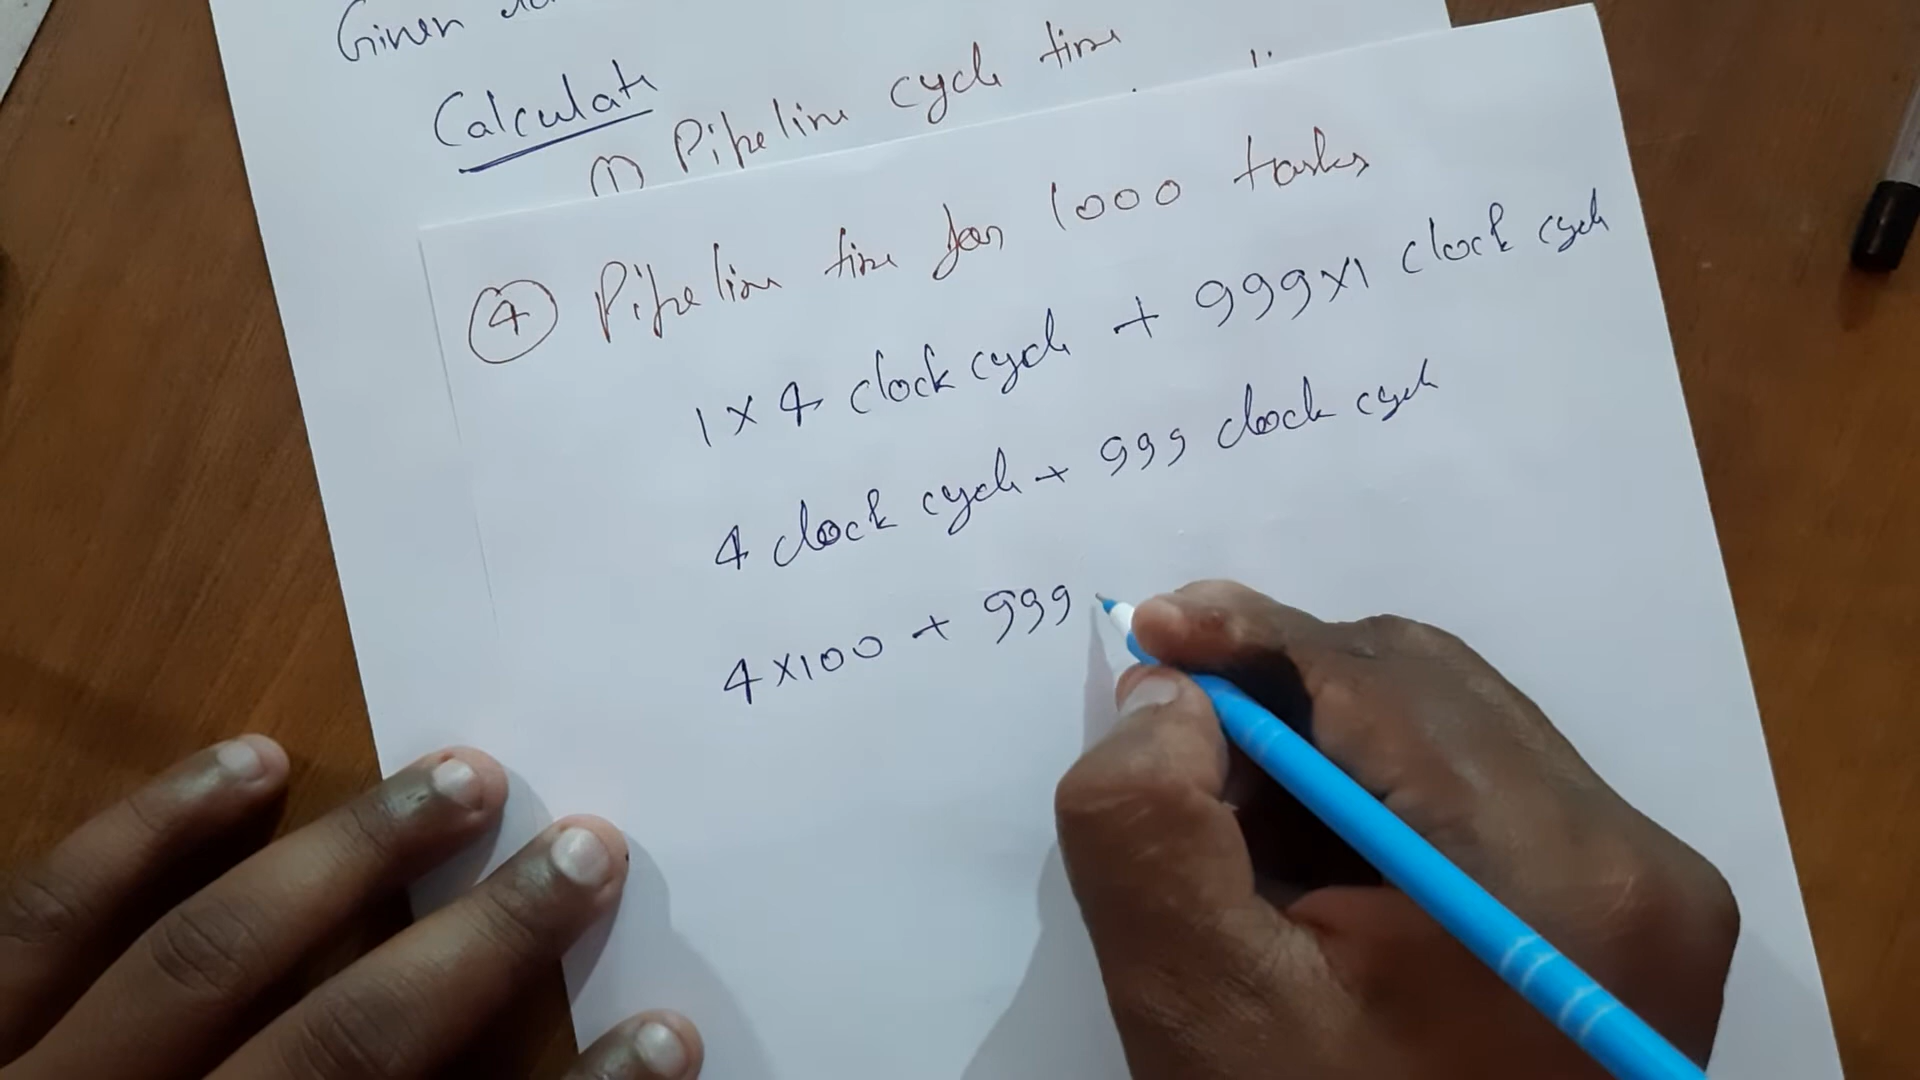 Given
Calculate
① Pipeline cycle time
④ Pipeline time for 1000 tasks
1 × 4 clock cycle + 999×1 clock cycle
4 clock cycle + 999 clock cycle
4×100 + 999